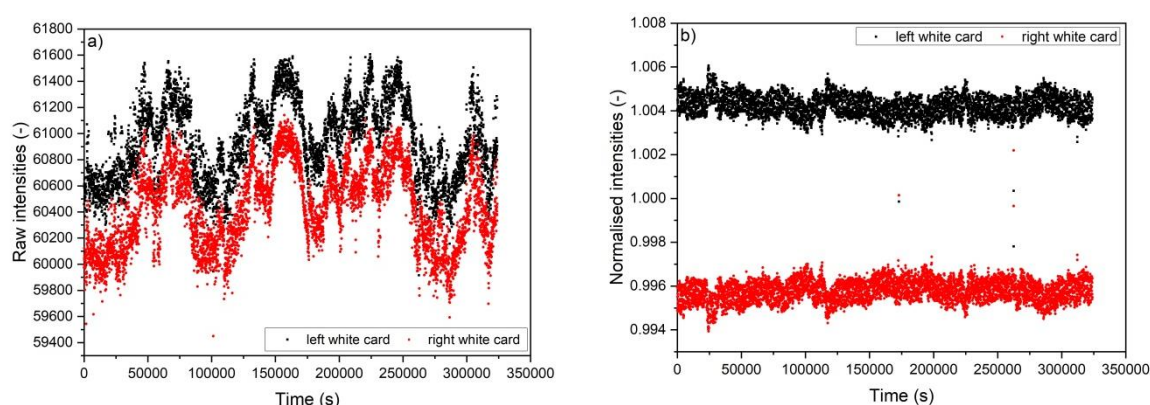 a)
Raw intensities (-)
61800
61600
61400
61200
61000
60800
60600
60400
60200
60000
59800
59600
59400
left white card
right white card
0 50000 100000 150000 200000 250000 300000 350000
Time (s)
b)
Normalised intensities (-)
1.008
1.006
1.004
1.002
1.000
0.998
0.996
0.994
left white card
right white card
0 50000 100000 150000 200000 250000 300000 350000
Time (s)